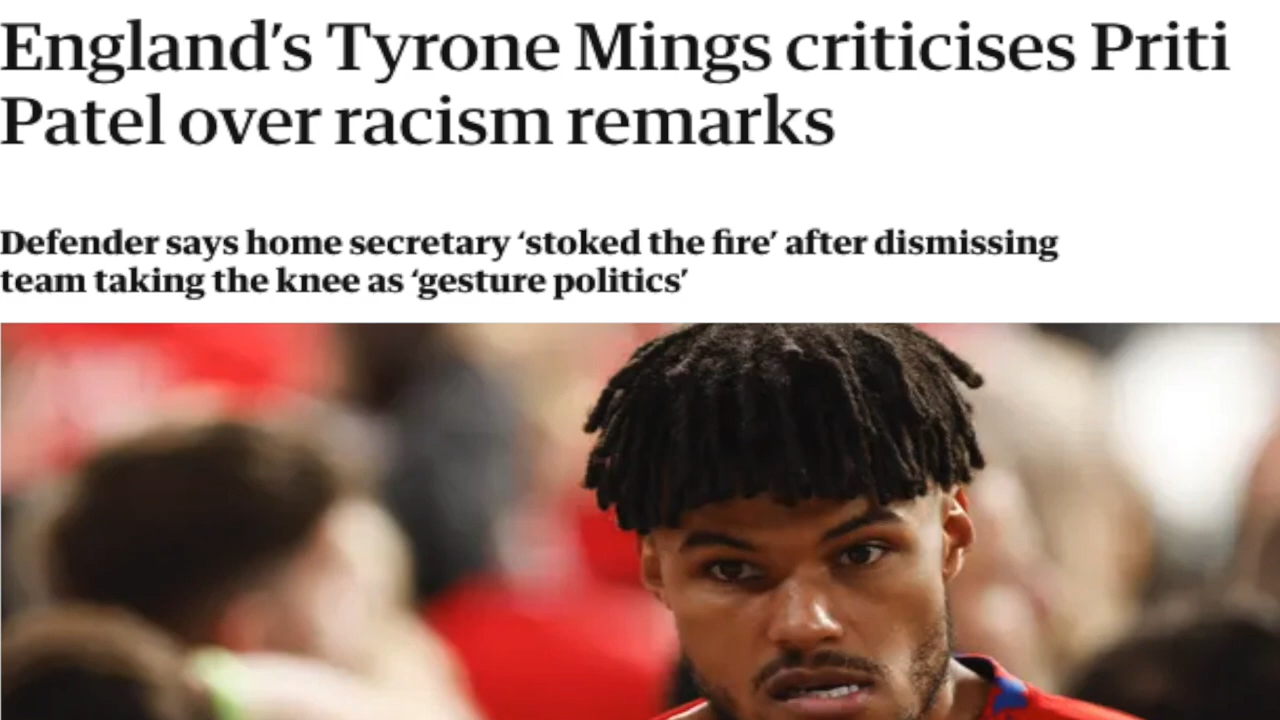 England’s Tyrone Mings criticises Priti
Patel over racism remarks
Defender says home secretary ‘stoked the fire’ after dismissing
team taking the knee as ‘gesture politics’